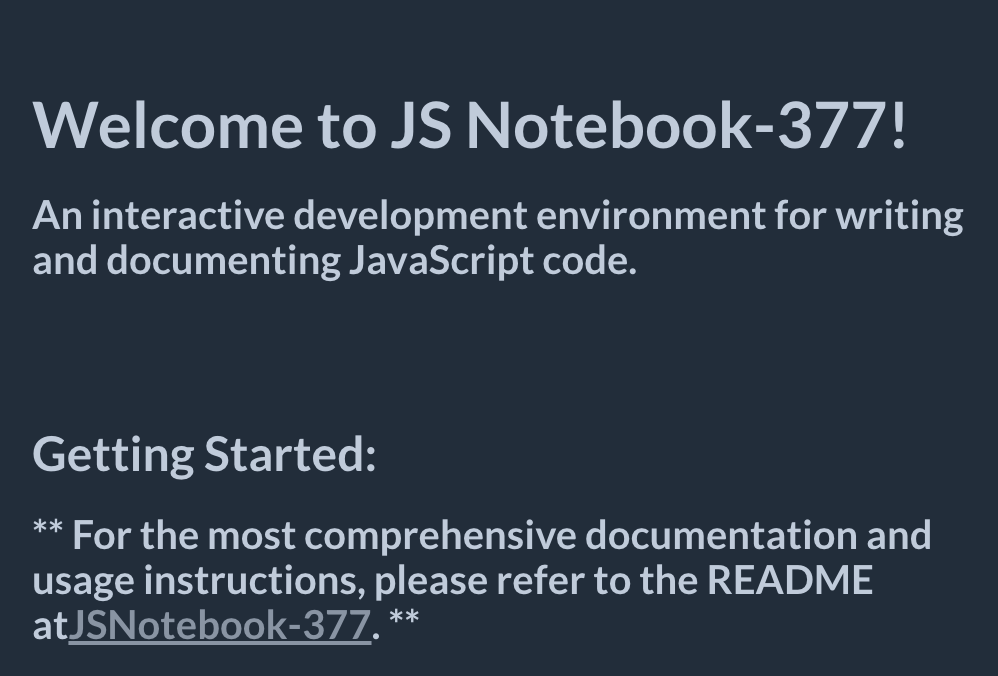 Welcome to JS Notebook-377!
An interactive development environment for writing
and documenting JavaScript code.
Getting Started:
** For the most comprehensive documentation and
usage instructions, please refer to the README
atJSNotebook-377. **